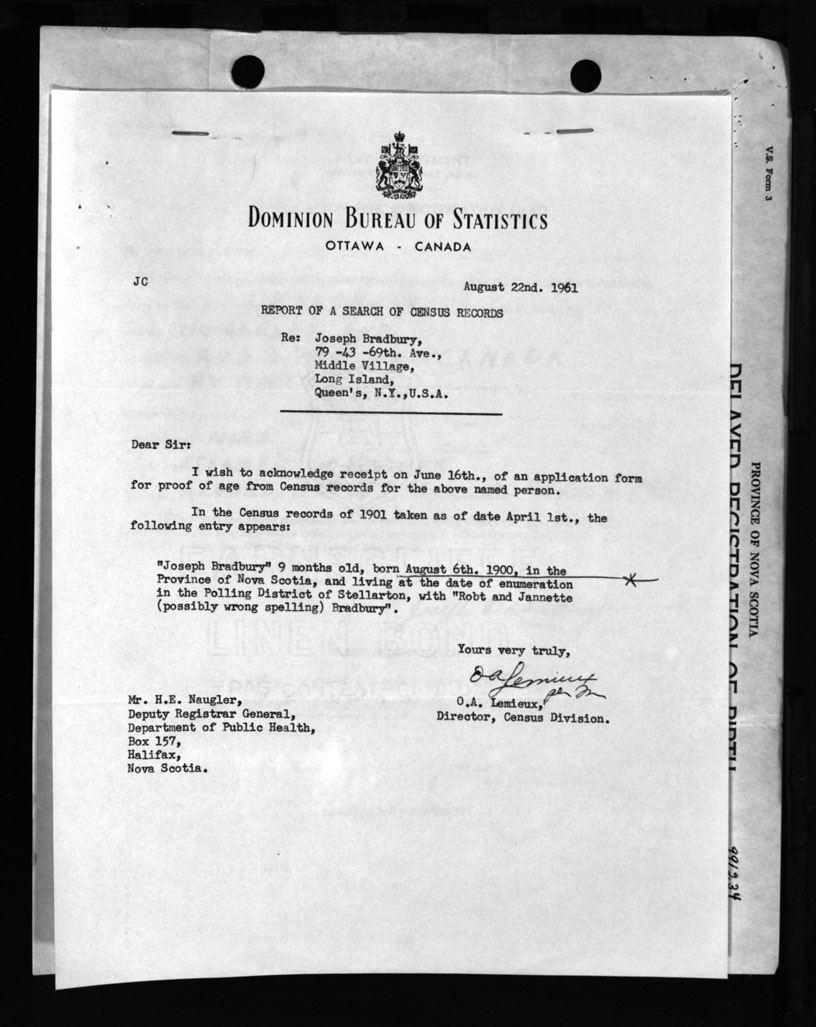 DOMINION BUREAU OF STATISTICS
OTTAWA - CANADA
JC
August 22nd. 1961
REPORT OF A SEARCH OF CENSUS RECORDS
Re: Joseph Bradbury,
79 -43 -69th. Ave.,
Middle Village,
Long Island,
Queen's, N.Y.,U.S.A.
Dear Sir:
I wish to acknowledge receipt on June 16th., of an application form
for proof of age from Census records for the above named person.
In the Census records of 1901 taken as of date April 1st., the
following entry appears:
"Joseph Bradbury" 9 months old, born August 6th. 1900, in the
Province of Nova Scotia, and living at the date of enumeration
in the Polling District of Stellarton, with "Robt and Jannette
(possibly wrong spelling) Bradbury".
Yours very truly,
O A Lemieux
per
O.A. Lemieux,
Director, Census Division.
Mr. H.E. Naugler,
Deputy Registrar General,
Department of Public Health,
Box 157,
Halifax,
Nova Scotia.
V.S. Form 3
PROVINCE OF NOVA SCOTIA
DELAYED REGISTRATION OF BIRTH